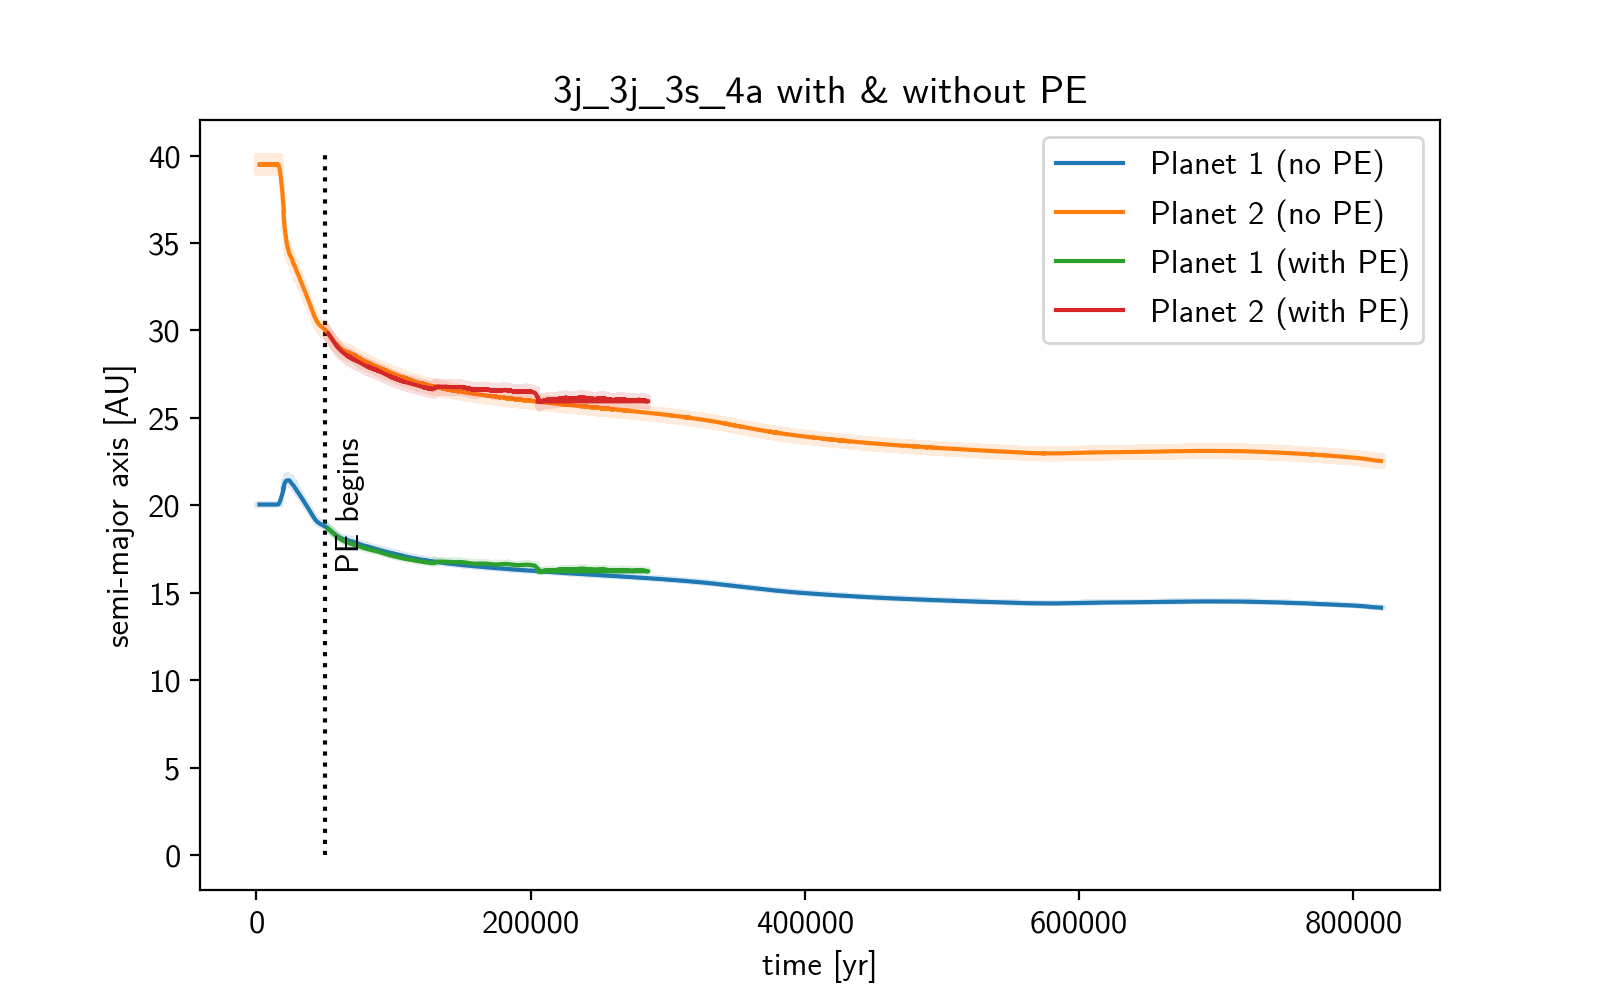 3j_3j_3s_4a with & without PE
Planet 1 (no PE)
Planet 2 (no PE)
Planet 1 (with PE)
Planet 2 (with PE)
40
35
30
25
20
15
10
5
0
semi-major axis [AU]
PE begins
0
200000
400000
600000
800000
time [yr]